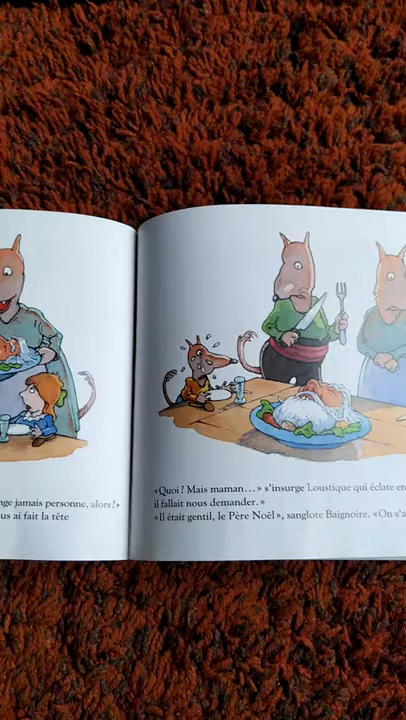 nge jamais personne, alors?»
us ai fait la tête
«Quoi? Mais maman...» s'insurge Loustique qui éclate en
il fallait nous demander.»
«Il était gentil, le Père Noël», sanglote Baignoire. «On s'a